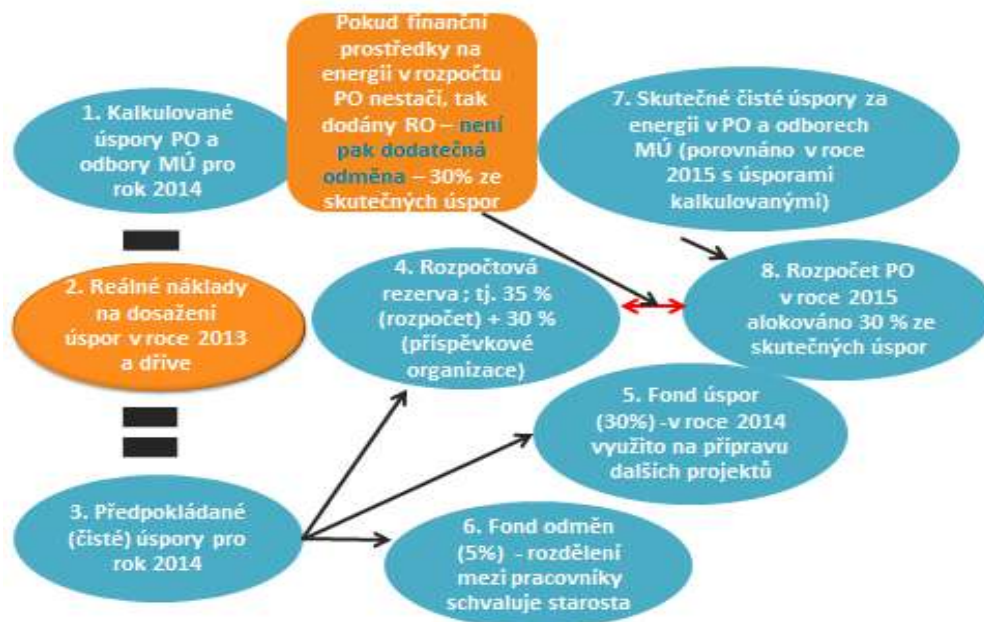 1. Kalkulované
úspory PO a
odbory MÚ pro
rok 2014
Pokud finanční
prostředky na
energii v rozpočtu
PO nestačí, tak
dodány RO – není
pak dodatečná
odměna – 30% ze
skutečných úspor
7. Skutečné čisté úspory za
energii v PO a odborech
MÚ (porovnáno v roce
2015 s úsporami
kalkulovanými)
2. Reálné náklady
na dosažení
úspor v roce 2013
a dříve
4. Rozpočtová
rezerva ; tj. 35 %
(rozpočet) + 30 %
(příspěvkové
organizace)
8. Rozpočet PO
v roce 2015
alokováno 30 % ze
skutečných úspor
5. Fond úspor
(30%) -v roce 2014
využito na přípravu
dalších projektů
3. Předpokládané
(čisté) úspory pro
rok 2014
6. Fond odměn
(5%) - rozdělení
mezi pracovníky
schvaluje starosta